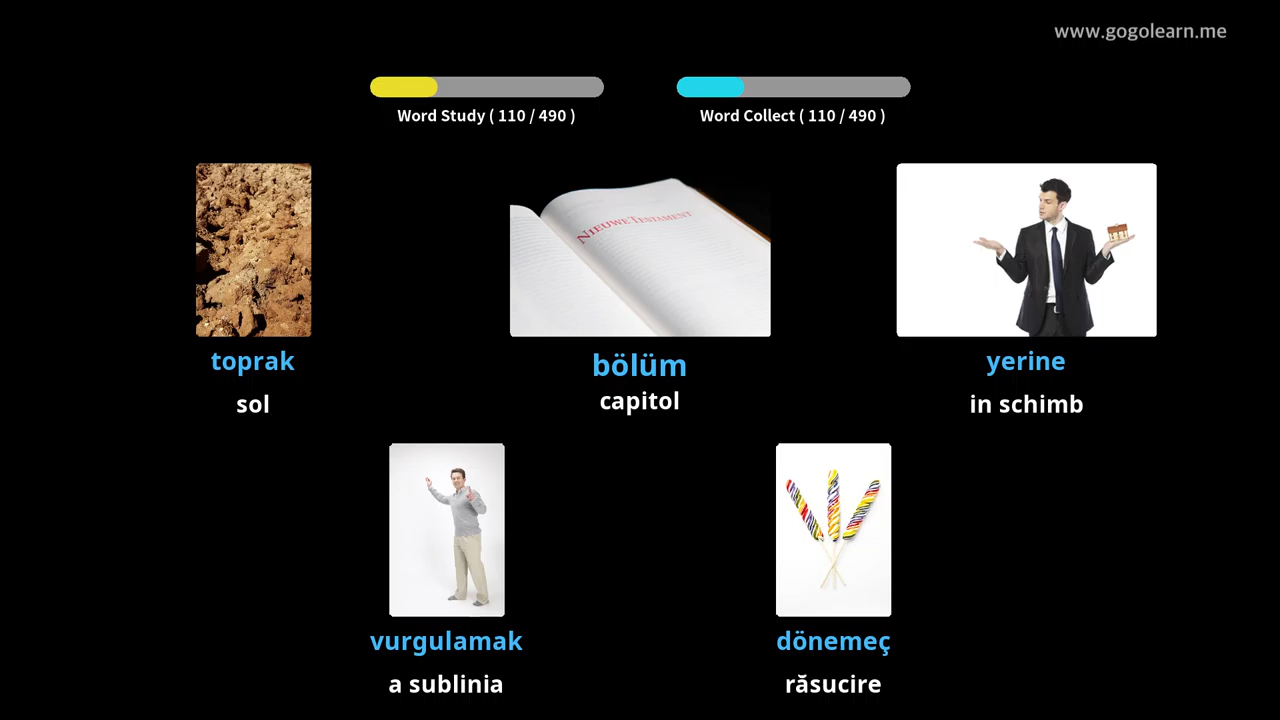 www.gogolearn.me
Word Study ( 110 / 490 )
Word Collect ( 110 / 490 )
NIEUWE TESTAMENT
toprak
bölüm
yerine
sol
capitol
in schimb
vurgulamak
dönemeç
a sublinia
răsucire